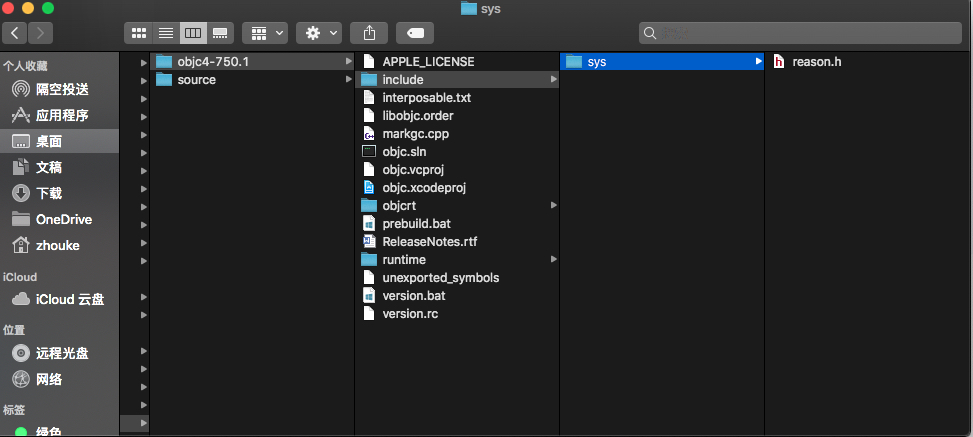 sys
个人收藏
隔空投送
应用程序
桌面
文稿
下载
OneDrive
zhouke
iCloud
iCloud 云盘
位置
远程光盘
网络
标签
绿色
objc4-750.1
source
APPLE_LICENSE
include
interposable.txt
libobjc.order
markgc.cpp
objc.sln
objc.vcproj
objc.xcodeproj
objcrt
prebuild.bat
ReleaseNotes.rtf
runtime
unexported_symbols
version.bat
version.rc
sys
reason.h